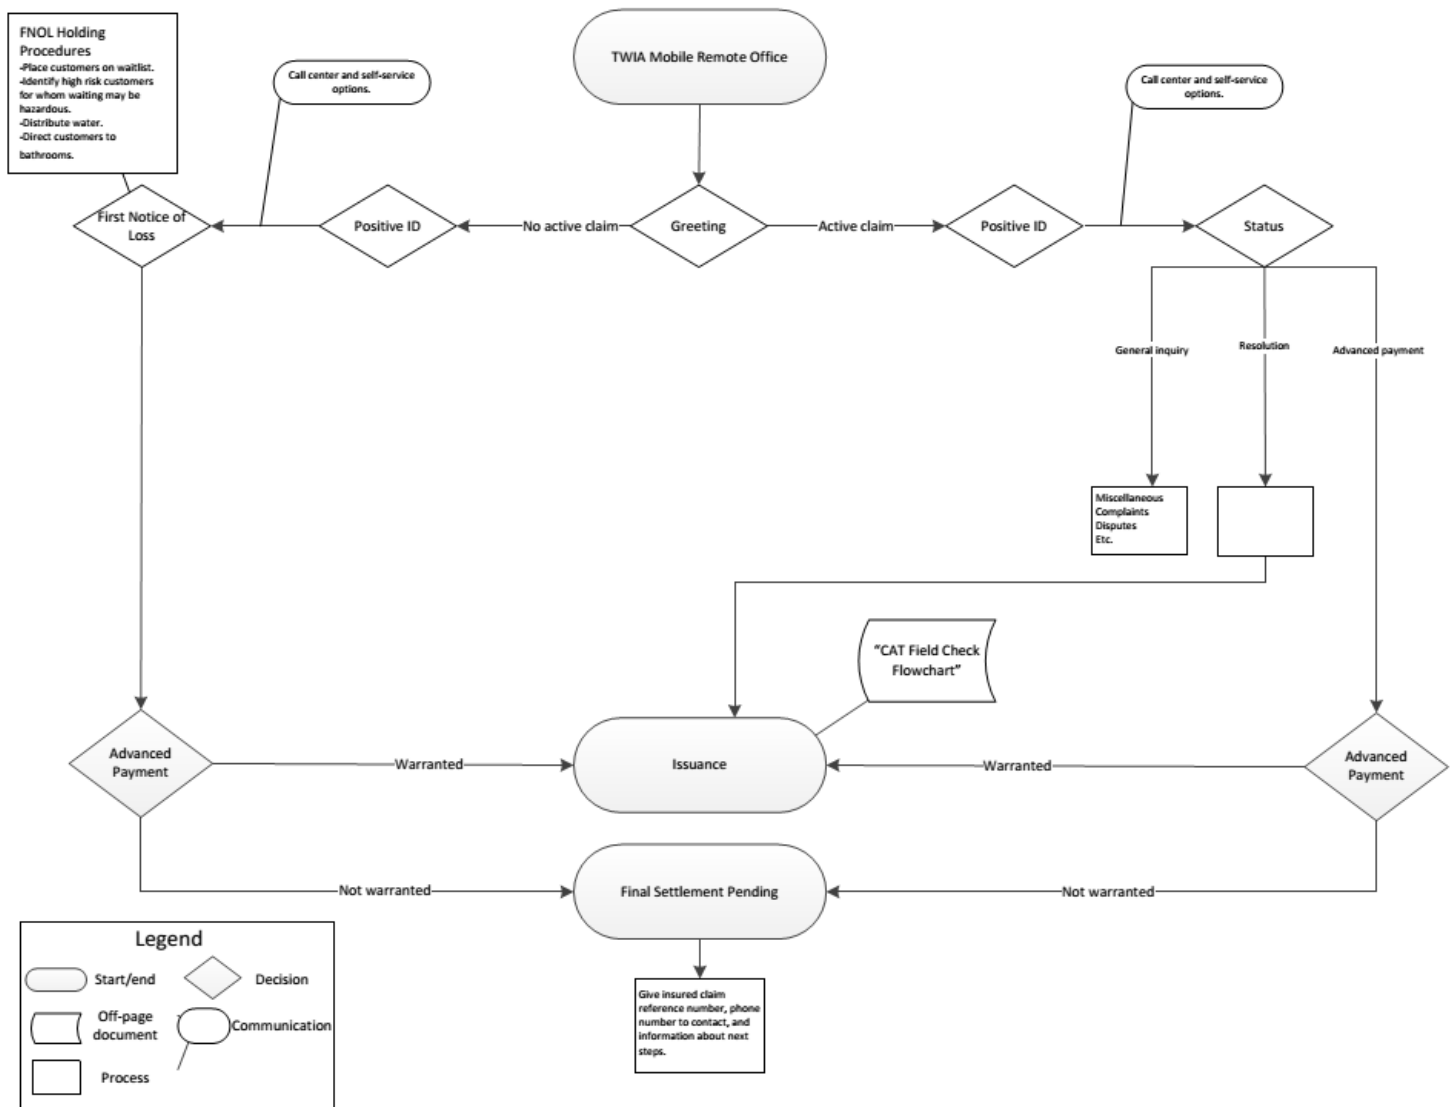 FNOL Holding
Procedures
-Place customers on waitlist.
-Identify high risk customers
for whom waiting may be
hazardous.
-Distribute water.
-Direct customers to
bathrooms.
Call center and self-service
options.
TWIA Mobile Remote Office
Call center and self-service
options.
First Notice of
Loss
Positive ID
No active claim
Greeting
Active claim
Positive ID
Status
General inquiry
Resolution
Advanced payment
Miscellaneous
Complaints
Disputes
Etc.
"CAT Field Check
Flowchart"
Advanced
Payment
Warranted
Issuance
Warranted
Advanced
Payment
Not warranted
Final Settlement Pending
Not warranted
Give insured claim
reference number, phone
number to contact, and
information about next
steps.
Legend
Start/end
Decision
Off-page
document
Communication
Process